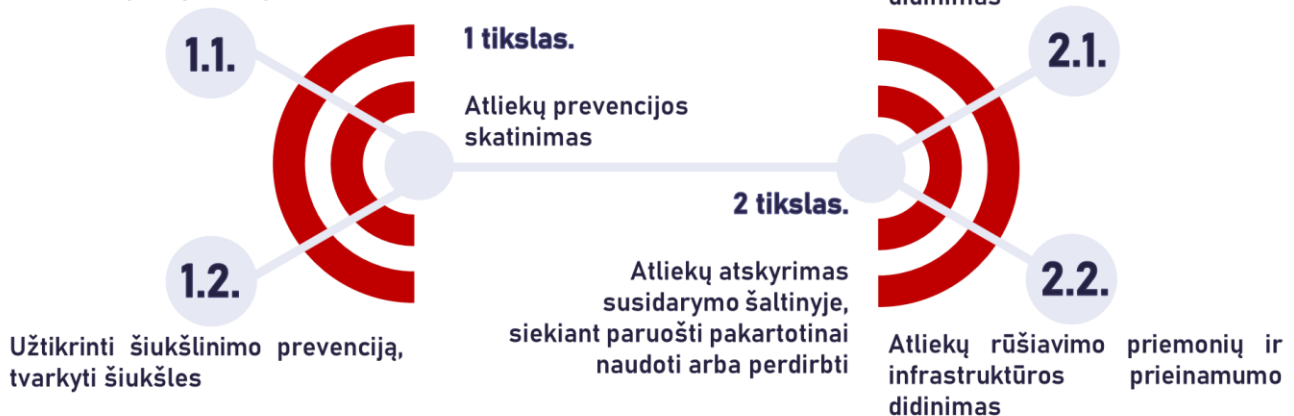 didinimas
1.1.
1 tikslas.
Atliekų prevencijos
skatinimas
2.1.
2 tikslas.
Atliekų atskyrimas
susidarymo šaltinyje,
siekiant paruošti pakartotinai
naudoti arba perdirbti
1.2.
Užtikrinti šiukšlinimo prevenciją,
tvarkyti šiukšles
2.2.
Atliekų rūšiavimo priemonių ir
infrastruktūros prieinamumo
didinimas